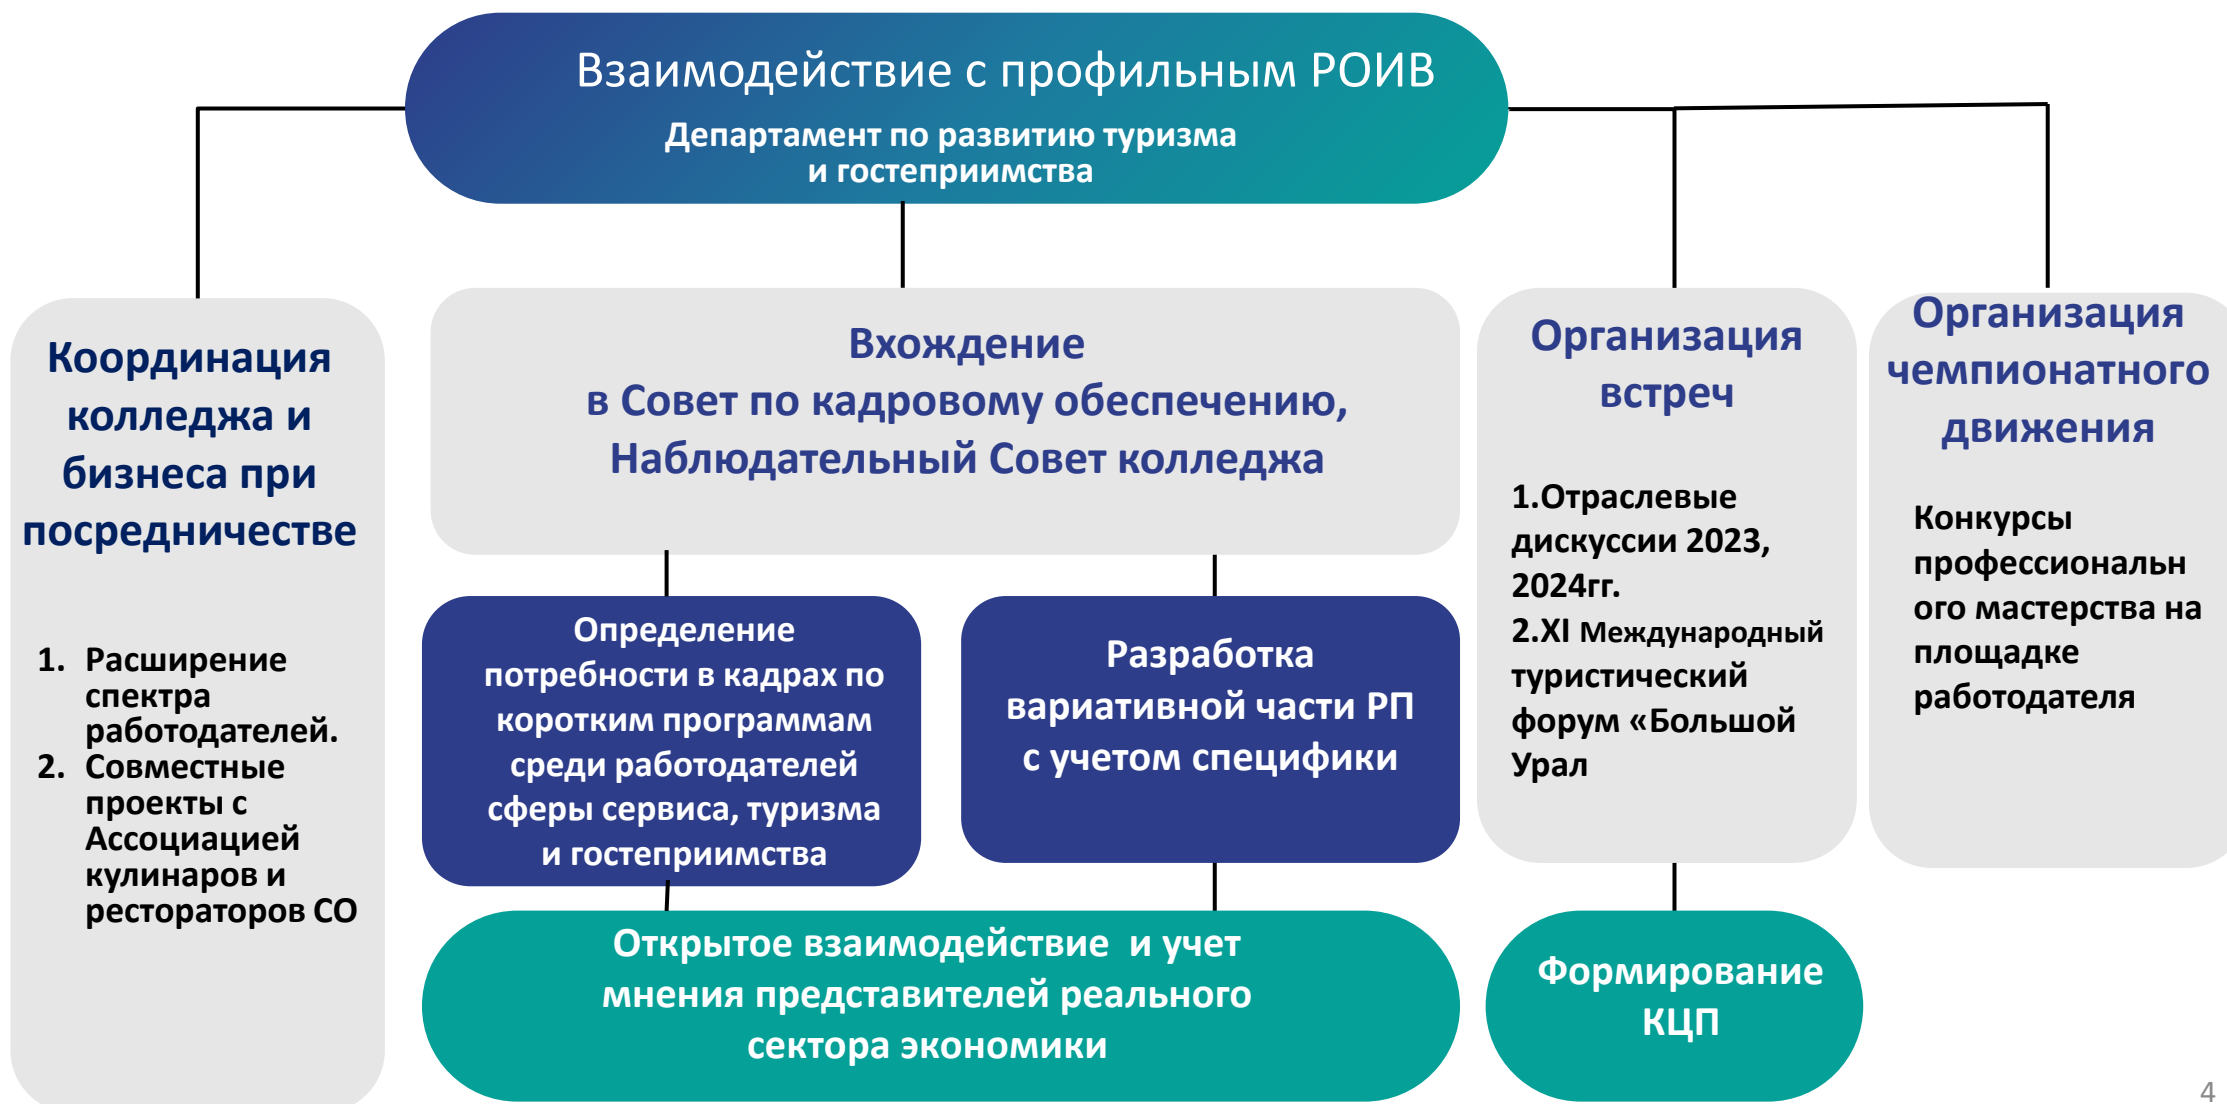 Взаимодействие с профильным РОИВ
Департамент по развитию туризма
и гостеприимства
Координация
колледжа и
бизнеса при
посредничестве
1. Расширение
спектра
работодателей.
2. Совместные
проекты с
Ассоциацией
кулинаров и
рестораторов СО
Вхождение
в Совет по кадровому обеспечению,
Наблюдательный Совет колледжа
Определение
потребности в кадрах по
коротким программам
среди работодателей
сферы сервиса, туризма
и гостеприимства
Разработка
вариативной части РП
с учетом специфики
Открытое взаимодействие и учет
мнения представителей реального
сектора экономики
Организация
встреч
1.Отраслевые
дискуссии 2023,
2024гг.
2.XI Международный
туристический
форум «Большой
Урал
Формирование
КЦП
Организация
чемпионатного
движения
Конкурсы
профессиональн
ого мастерства на
площадке
работодателя
4